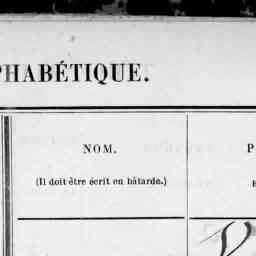 PHABÉTIQUE.
NOM.
(Il doit être écrit en bâtarde.)